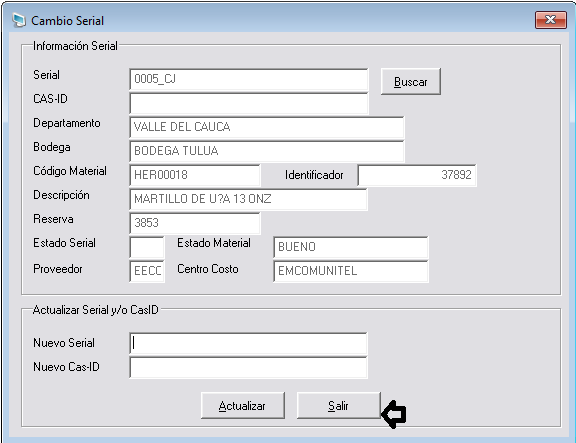 Cambio Serial
Información Serial
Serial 0005_CJ Buscar
CAS-ID
Departamento VALLE DEL CAUCA
Bodega BODEGA TULUA
Código Material HER00018 Identificador 37892
Descripción MARTILLO DE U?A 13 ONZ
Reserva 3853
Estado Serial Estado Material BUENO
Proveedor EECC Centro Costo EMCOMUNITEL
Actualizar Serial y/o CasID
Nuevo Serial
Nuevo Cas-ID
Actualizar Salir